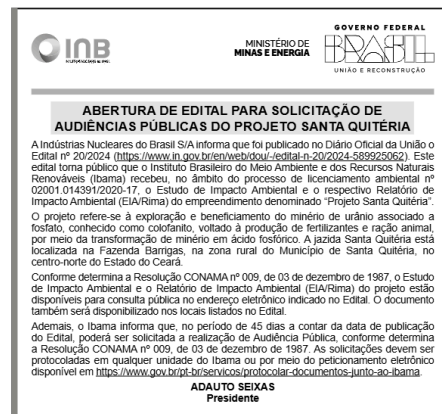 INB
MINISTÉRIO DE
MINAS E ENERGIA
GOVERNO FEDERAL
BRASIL
UNIÃO E RECONSTRUÇÃO
ABERTURA DE EDITAL PARA SOLICITAÇÃO DE
AUDIÊNCIAS PÚBLICAS DO PROJETO SANTA QUITÉRIA
A Indústrias Nucleares do Brasil S/A informa que foi publicado no Diário Oficial da União o
Edital nº 20/2024 (https://www.in.gov.br/en/web/dou/-/edital-n-20/2024-589925062). Este
edital torna público que o Instituto Brasileiro do Meio Ambiente e dos Recursos Naturais
Renováveis (Ibama) recebeu, no âmbito do processo de licenciamento ambiental nº
02001.014391/2020-17, o Estudo de Impacto Ambiental e o respectivo Relatório de
Impacto Ambiental (EIA/Rima) do empreendimento denominado "Projeto Santa Quitéria".
O projeto refere-se à exploração e beneficiamento do minério de urânio associado a
fosfato, conhecido como colofanito, voltado à produção de fertilizantes e ração animal,
por meio da transformação de minério em ácido fosfórico. A jazida Santa Quitéria está
localizada na Fazenda Barrigas, na zona rural do Município de Santa Quitéria, no
centro-norte do Estado do Ceará.
Conforme determina a Resolução CONAMA nº 009, de 03 de dezembro de 1987, o Estudo
de Impacto Ambiental e o Relatório de Impacto Ambiental (EIA/Rima) do projeto estão
disponíveis para consulta pública no endereço eletrônico indicado no Edital. O documento
também será disponibilizado nos locais listados no Edital.
Ademais, o Ibama informa que, no período de 45 dias a contar da data de publicação
do Edital, poderá ser solicitada a realização de Audiência Pública, conforme determina
a Resolução CONAMA nº 009, de 03 de dezembro de 1987. As solicitações devem ser
protocoladas em qualquer unidade do Ibama ou por meio do peticionamento eletrônico
disponível em https://www.gov.br/pt-br/servicos/protocolar-documentos-junto-ao-ibama.
ADAUTO SEIXAS
Presidente